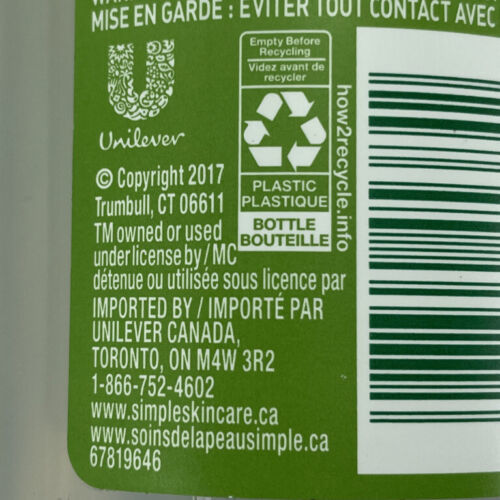 MISE EN GARDE : ÉVITER TOUT CONTACT AVEC
Unilever
Empty Before
Recycling
Videz avant de
recycler
PLASTIC
PLASTIQUE
BOTTLE
BOUTEILLE
how2recycle.info
© Copyright 2017
Trumbull, CT 06611
TM owned or used
under license by / MC
détenue ou utilisée sous licence par
IMPORTED BY / IMPORTÉ PAR
UNILEVER CANADA,
TORONTO, ON M4W 3R2
1-866-752-4602
www.simpleskincare.ca
www.soinsdelapeausimple.ca
67819646